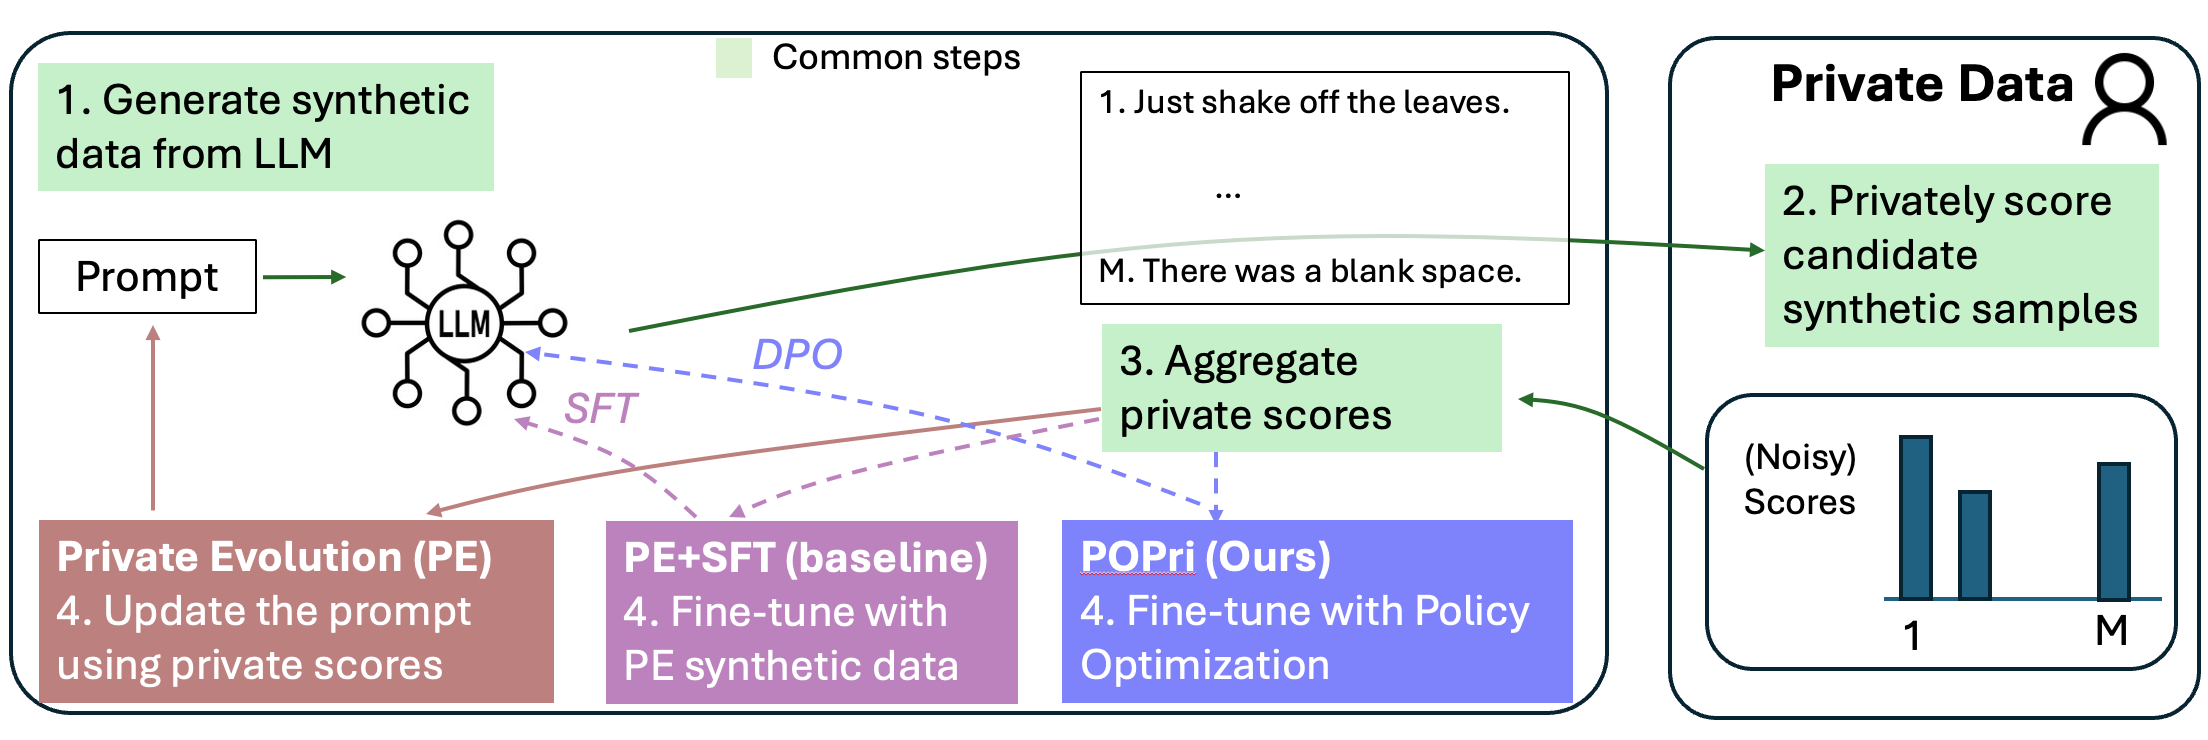 Common steps
1. Generate synthetic
data from LLM
Prompt
LLM
1. Just shake off the leaves.
...
M. There was a blank space.
Private Data
2. Privately score
candidate
synthetic samples
DPO
SFT
3. Aggregate
private scores
(Noisy)
Scores
1
M
Private Evolution (PE)
4. Update the prompt
using private scores
PE+SFT (baseline)
4. Fine-tune with
PE synthetic data
POPri (Ours)
4. Fine-tune with Policy
Optimization